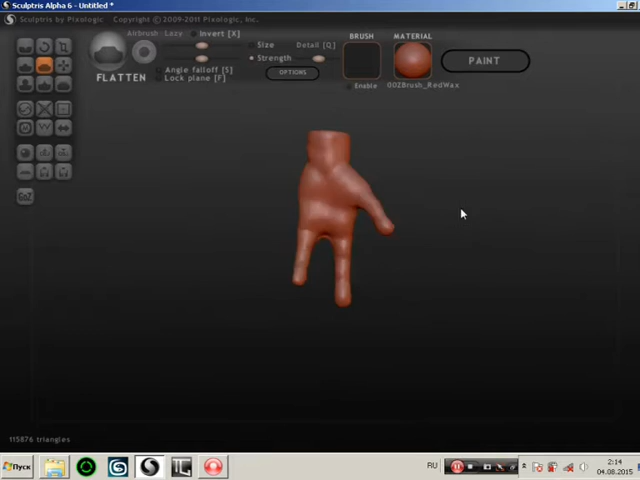 Sculptris Alpha 6 - Untitled *
Sculptris by Pixologic Copyright © 2009-2011 Pixologic, Inc.
Airbrush Lazy Invert [X]
Size Detail [Q]
Strength
Angle falloff [S]
Lock plane [F]
OPTIONS
FLATTEN
BRUSH
Enable
MATERIAL
00ZBrush_RedWax
PAINT
GoZ
115876 triangles
Пуск
RU
2:14
04.08.2015